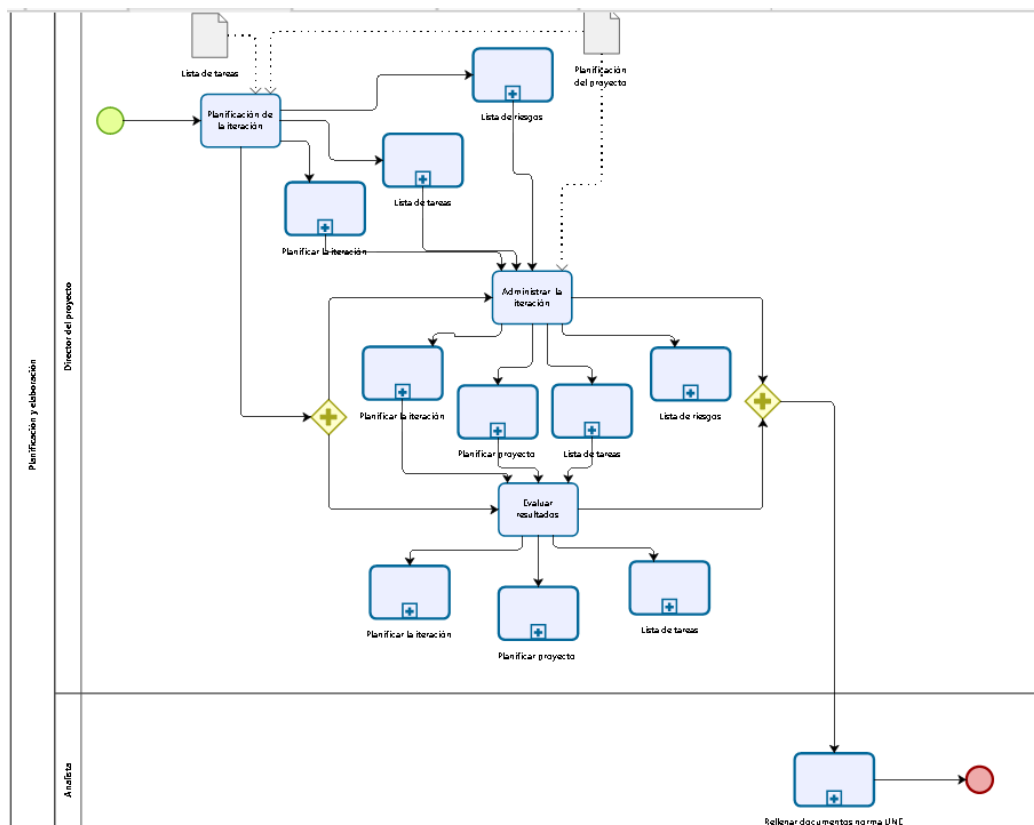 Lista de tareas
Planificación
del proyecto
Planificación de
la iteración
Lista de riesgos
Lista de tareas
Planificar la iteración
Administrar la
iteración
Planificar la iteración
Planificar proyecto
Lista de tareas
Lista de riesgos
Evaluar
resultados
Planificar la iteración
Planificar proyecto
Lista de tareas
Planificación y elaboración
Director del proyecto
Analista
Rellenar documentos norma UNE